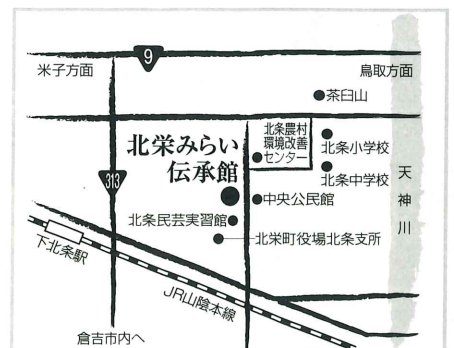 9
米子方面
鳥取方面
茶臼山
北条農村
環境改善
センター
北条小学校
北条中学校
北栄みらい
伝承館
天神川
313
中央公民館
北条民芸実習館
北栄町役場北条支所
下北条駅
JR山陰本線
倉吉市内へ